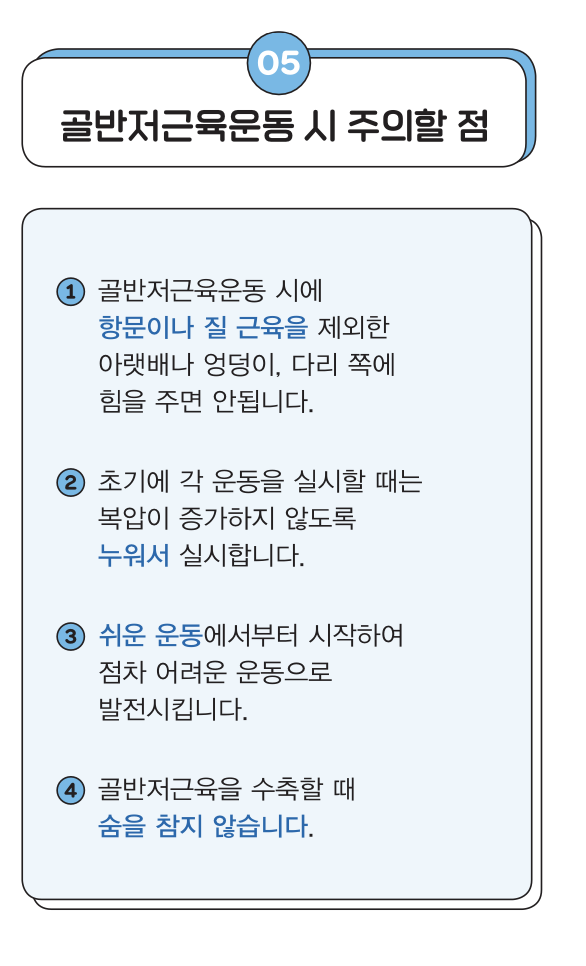 05
골반저근육운동 시 주의할 점
1 골반저근육운동 시에
항문이나 질 근육을 제외한
아랫배나 엉덩이, 다리 쪽에
힘을 주면 안됩니다.
2 초기에 각 운동을 실시할 때는
복압이 증가하지 않도록
누워서 실시합니다.
3 쉬운 운동에서부터 시작하여
점차 어려운 운동으로
발전시킵니다.
4 골반저근육을 수축할 때
숨을 참지 않습니다.